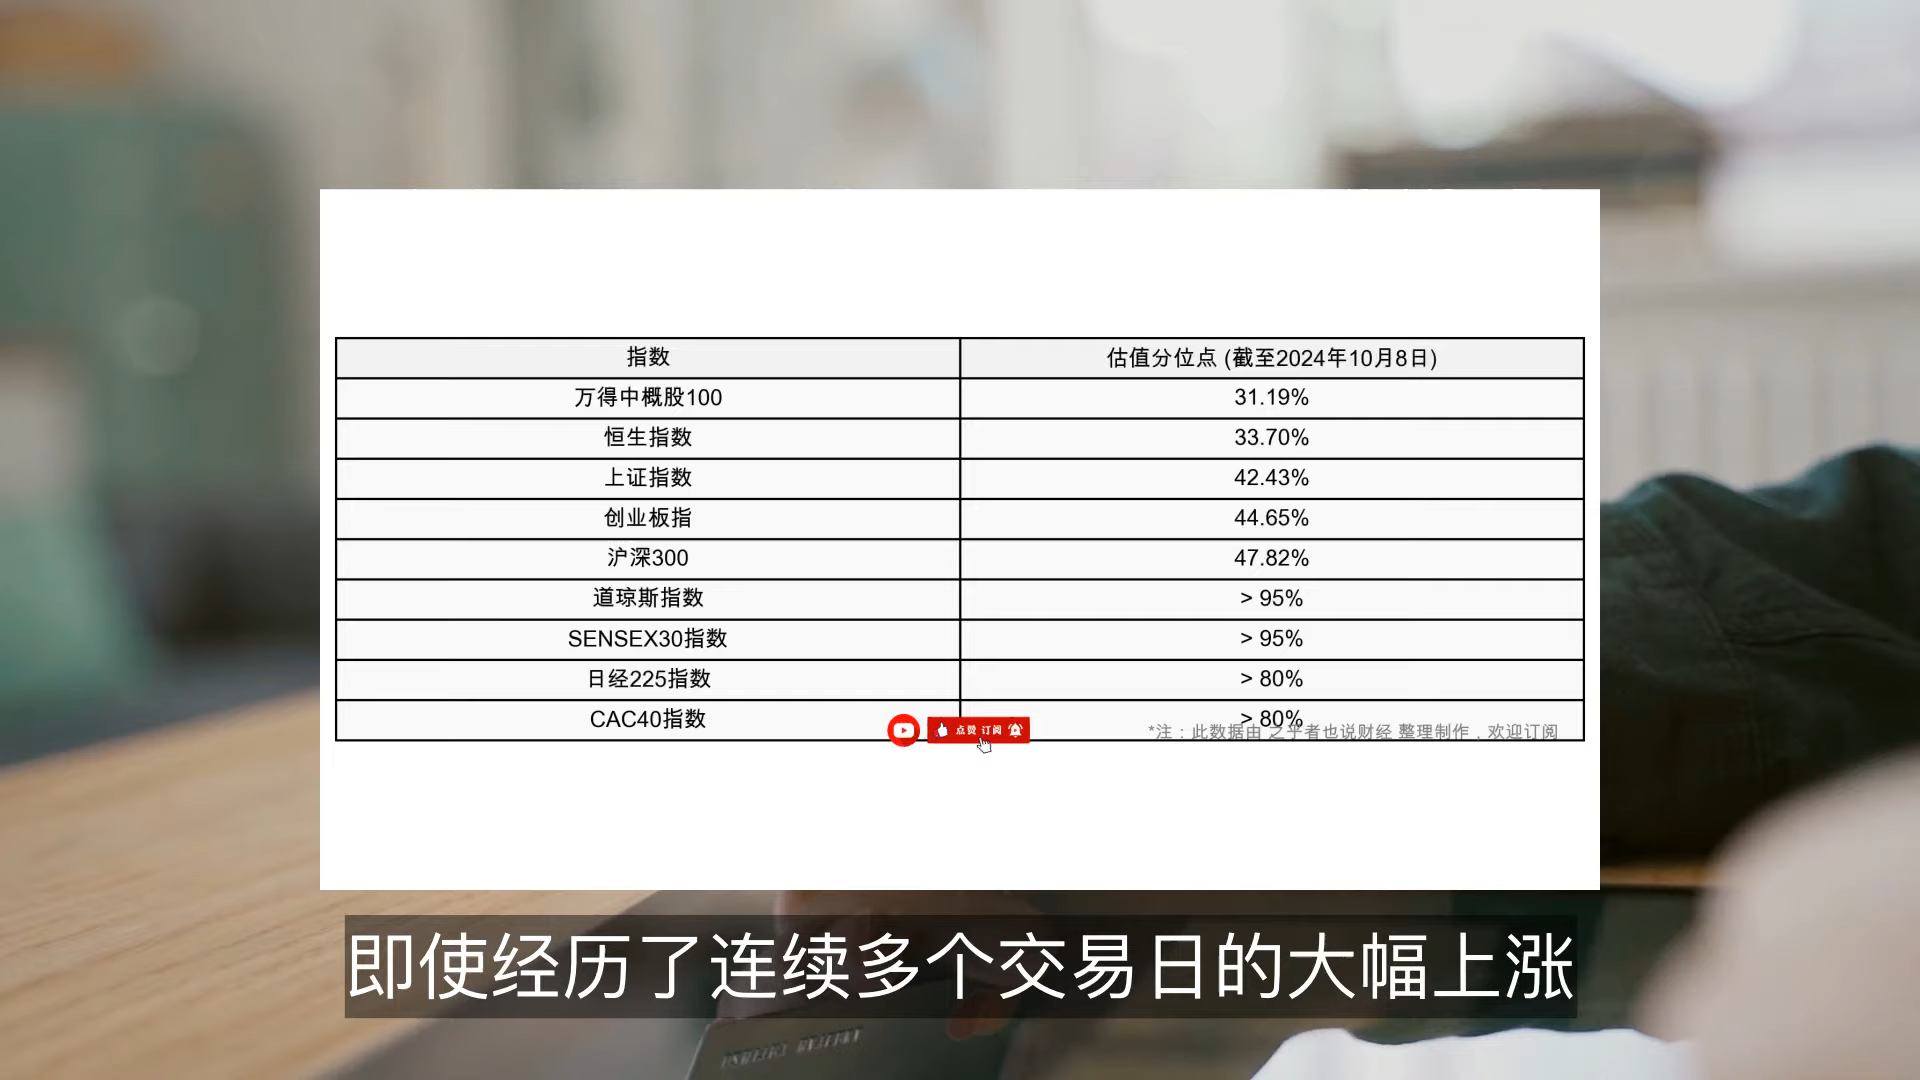 指数 估值分位点 (截至2024年10月8日)
万得中概股100 31.19%
恒生指数 33.70%
上证指数 42.43%
创业板指 44.65%
沪深300 47.82%
道琼斯指数 > 95%
SENSEX30指数 > 95%
日经225指数 > 80%
CAC40指数 > 80%
点赞 订阅
*注：此数据由 之乎者也说财经 整理制作，欢迎订阅
即使经历了连续多个交易日的大幅上涨